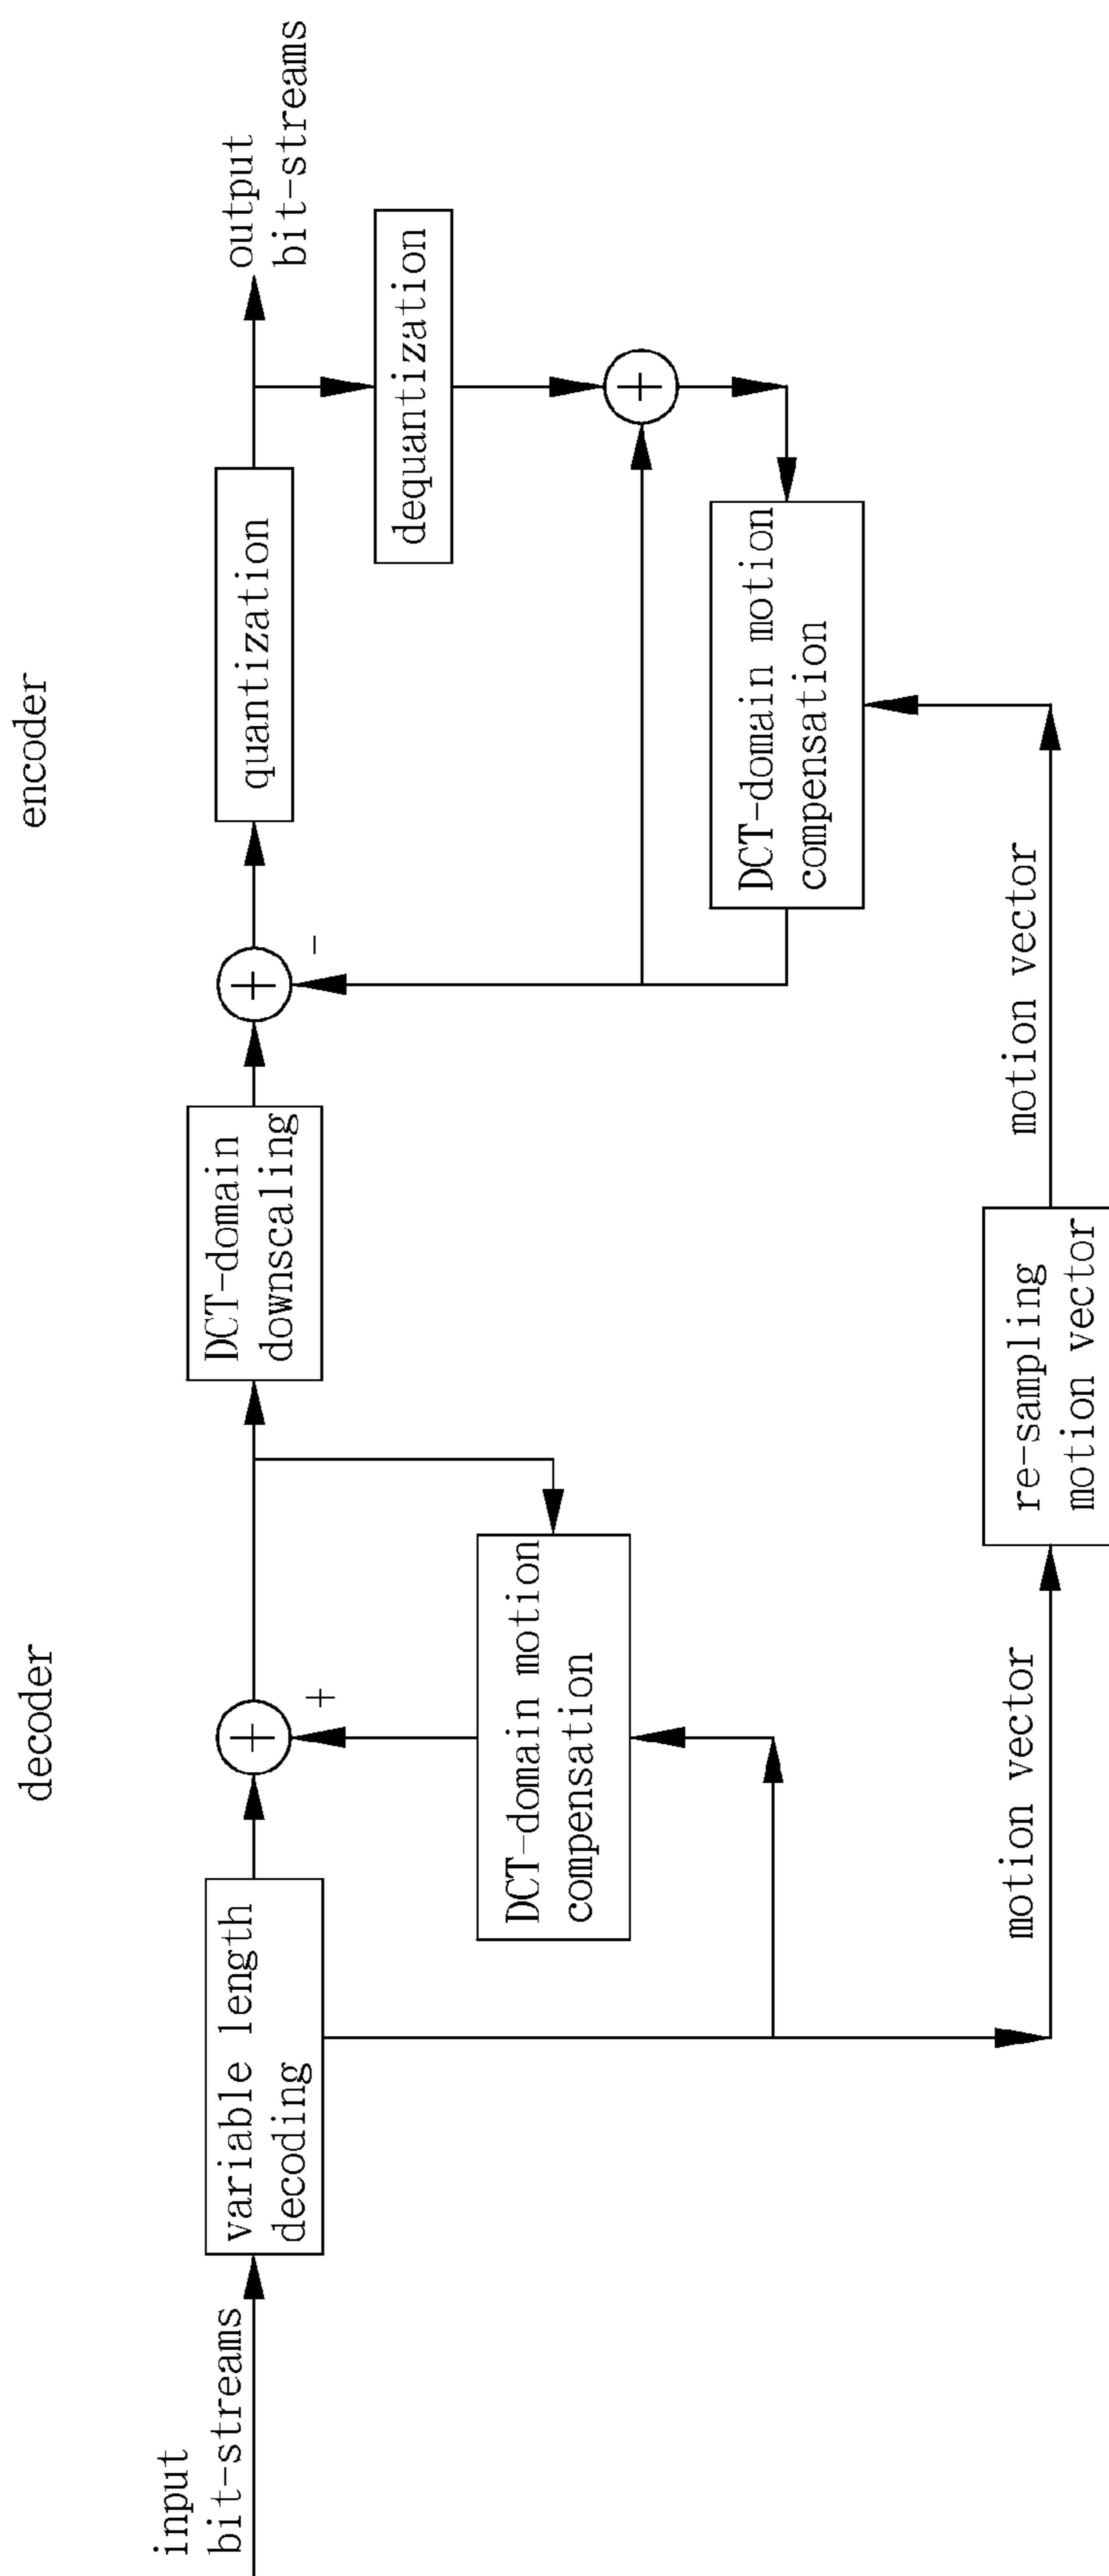 decoder
encoder
input
bit-streams
variable length
decoding
+
+
DCT-domain motion
compensation
DCT-domain
downscaling
+
-
quantization
output
bit-streams
dequantization
+
DCT-domain motion
compensation
motion vector
re-sampling
motion vector
motion vector